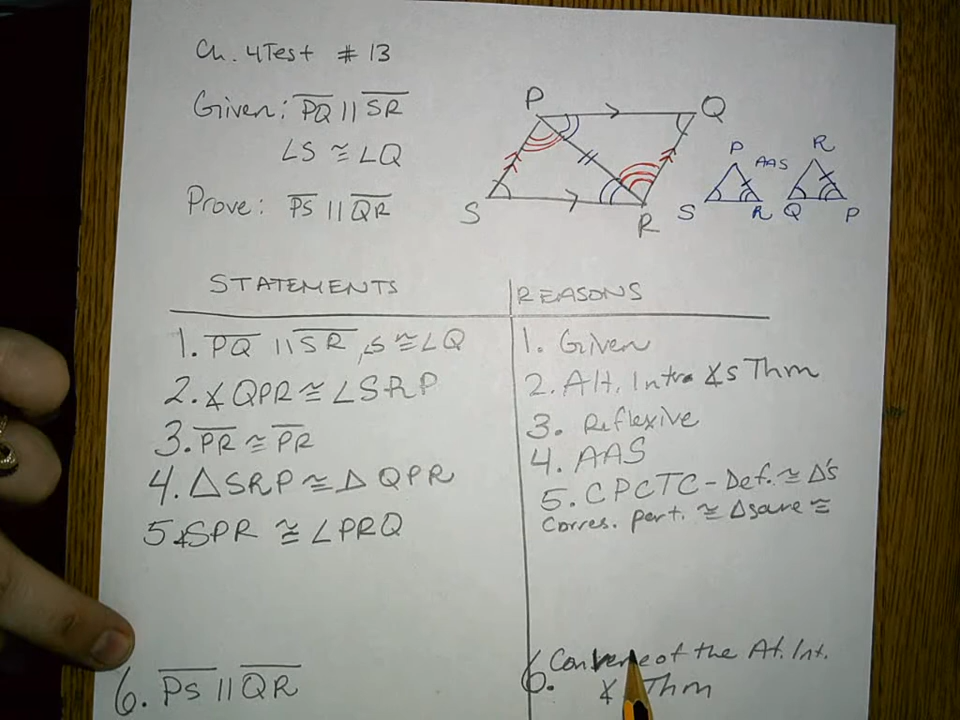 Ch. 4 Test # 13
Given: PQ || SR
∠S ≅ ∠Q
Prove: PS || QR
P Q
S R
P AAS R
S R Q P
STATEMENTS REASONS
1. PQ || SR, ∠S ≅ ∠Q 1. Given
2. ∡QPR ≅ ∠SRP 2. Alt. Intr ∡s Thm
3. PR ≅ PR 3. Reflexive
4. △SRP ≅ △QPR 4. AAS
5. ∡SPR ≅ ∠PRQ 5. CPCTC - Def. ≅ △'s
Corres. part. ≅ △s are ≅
6. PS || QR 6. Converse of the At. Int.
∡ Thm